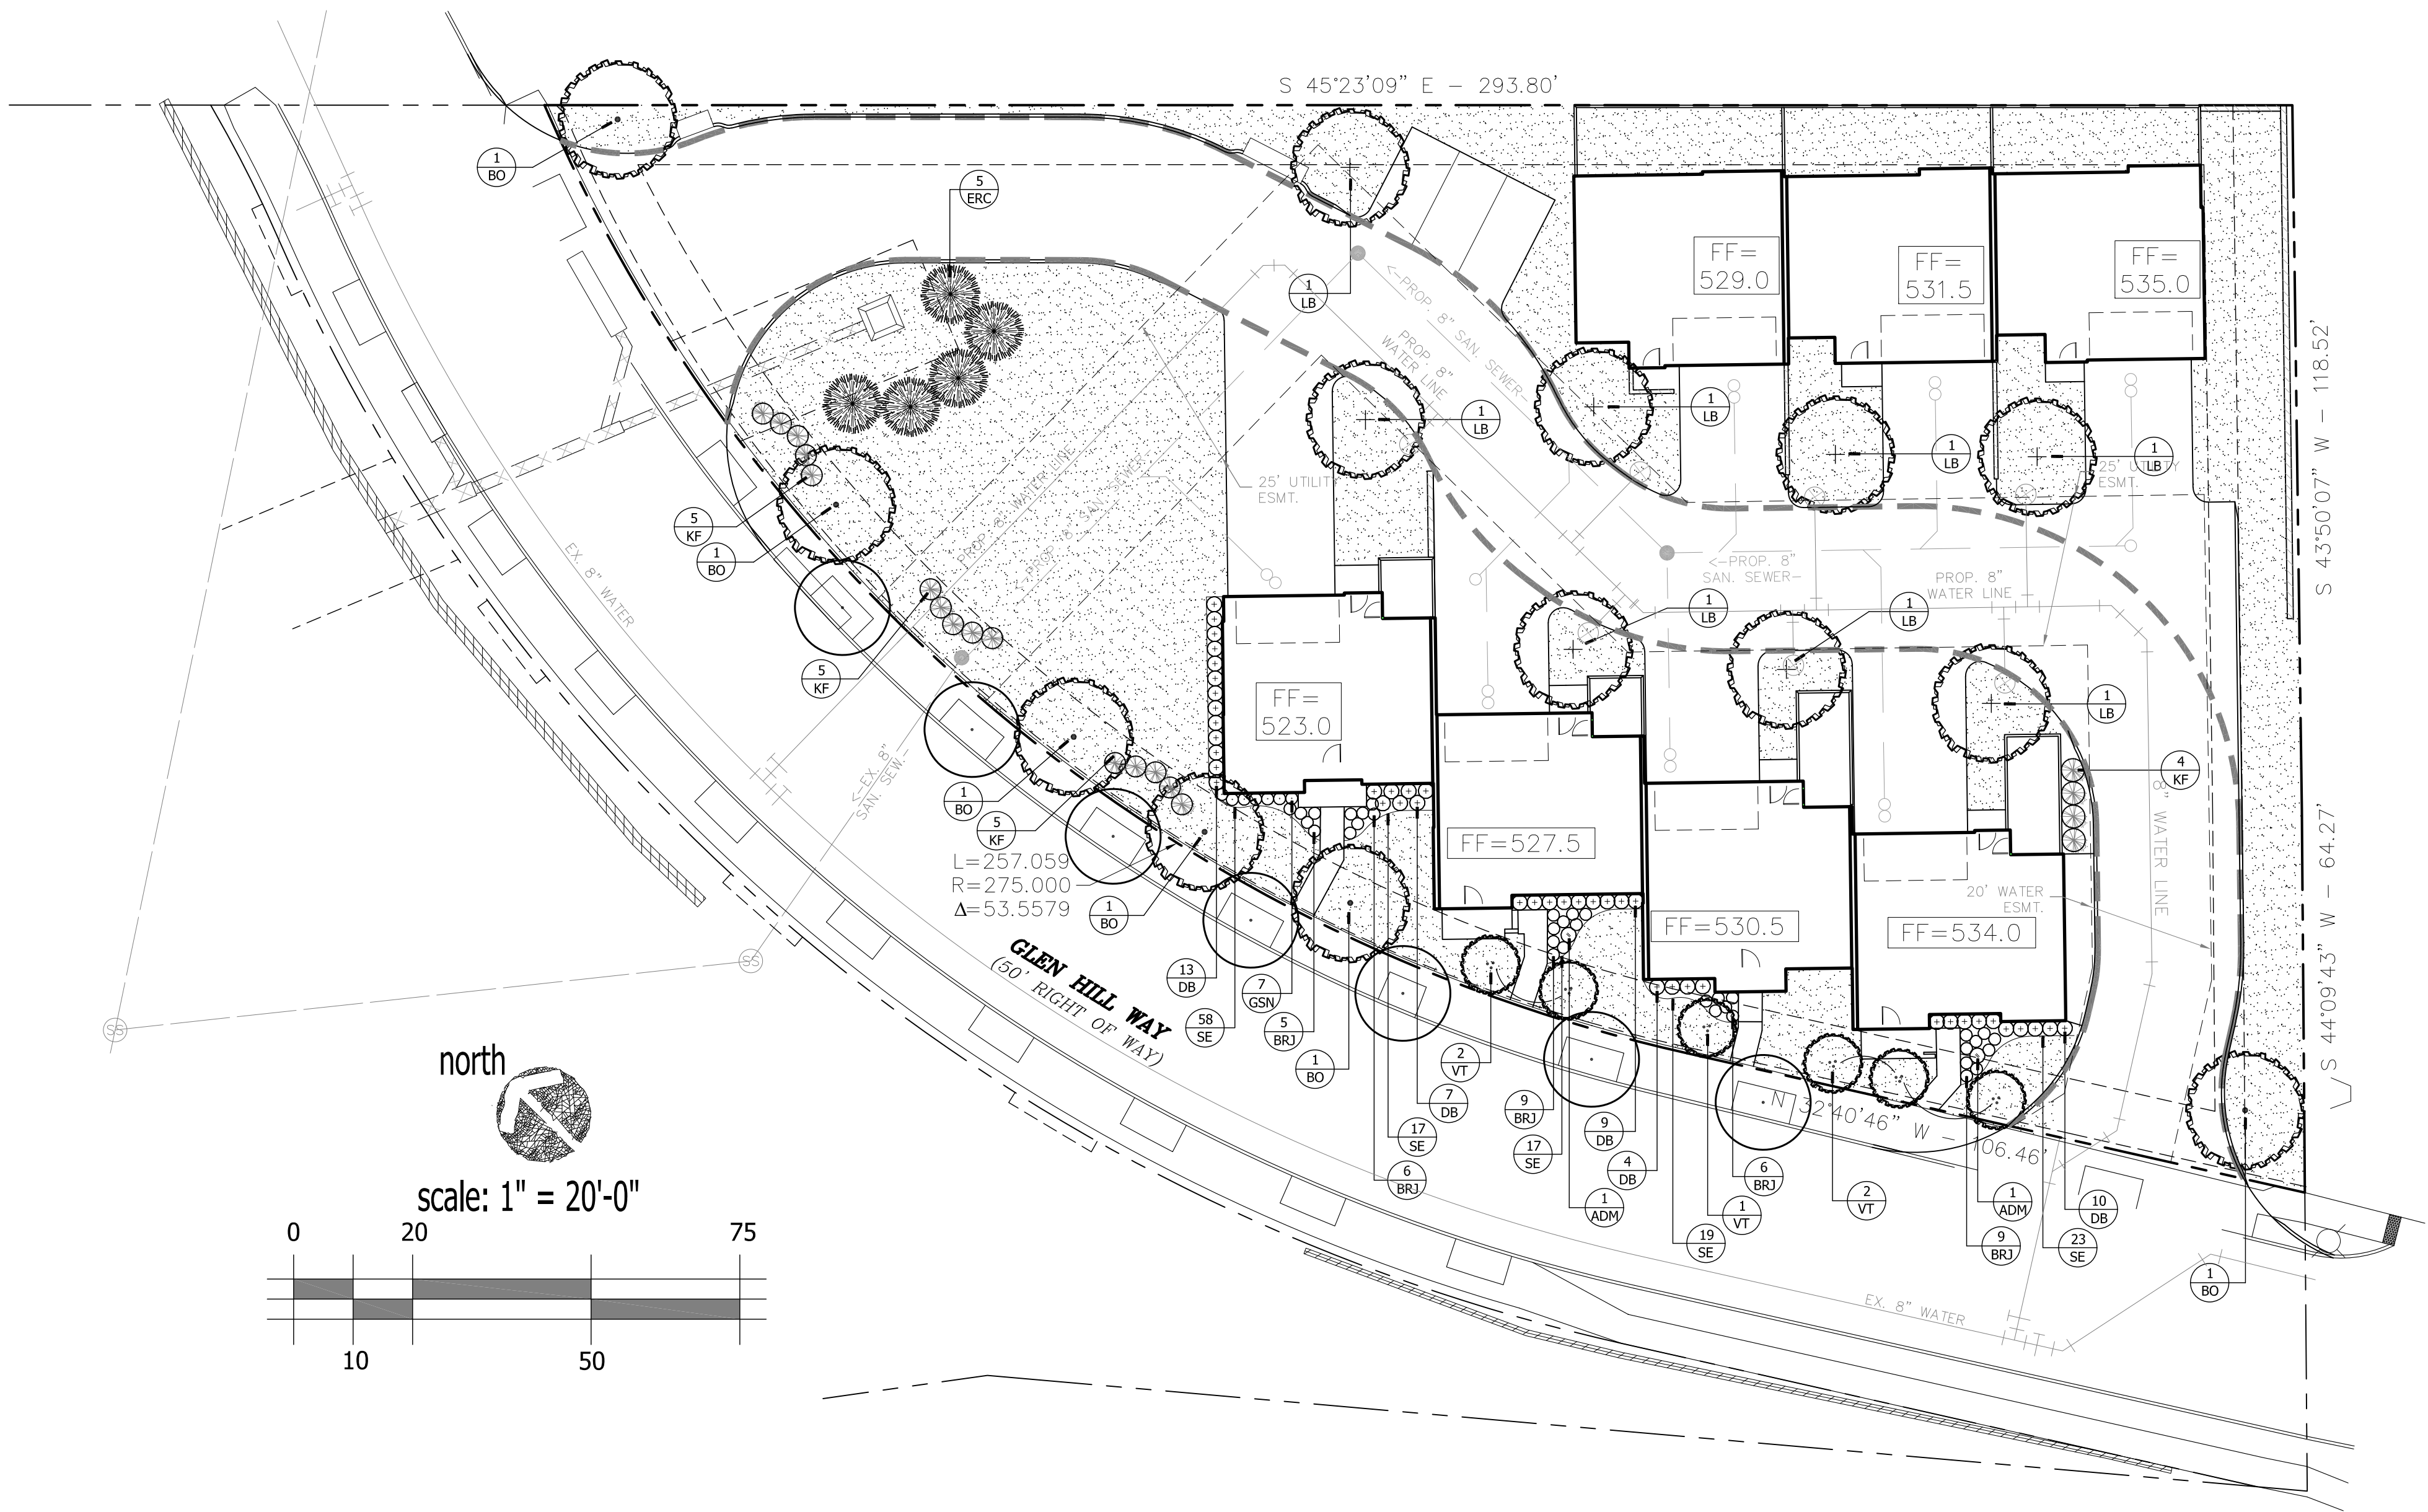 S 45°23'09" E - 293.80'
1
BO
5
ERC
1
LB
FF=
529.0
FF=
531.5
FF=
535.0
<-PROP. 8" SAN. SEWER-
PROP. 8"
WATER LINE
S 43°50'07" W - 118.52'
1
LB
1
LB
1
LB
1
LB
25' UTILITY
ESMT.
25' UTILITY
ESMT.
5
KF
1
BO
PROP. 8" WATER LINE
<-PROP. 8" SAN. SEWER-
EX. 8" WATER
<-PROP. 8"
SAN. SEWER-
PROP. 8"
WATER LINE
1
LB
1
LB
5
KF
FF=
523.0
1
LB
<-EX. 8"
SAN. SEW.-
1
BO
5
KF
4
KF
8" WATER LINE
S 44°09'43" W - 64.27'
FF=527.5
L=257.059
R=275.000
Δ=53.5579
1
BO
20' WATER
ESMT.
FF=530.5
FF=534.0
GLEN HILL WAY
(50' RIGHT OF WAY)
SS
SS
13
DB
7
GSN
58
SE
5
BRJ
1
BO
2
VT
7
DB
17
SE
6
BRJ
9
BRJ
17
SE
9
DB
4
DB
1
ADM
19
SE
1
VT
6
BRJ
2
VT
N 32°40'46" W - 106.46'
1
ADM
9
BRJ
10
DB
23
SE
1
BO
EX. 8" WATER
north
scale: 1" = 20'-0"
0 20 75
10 50